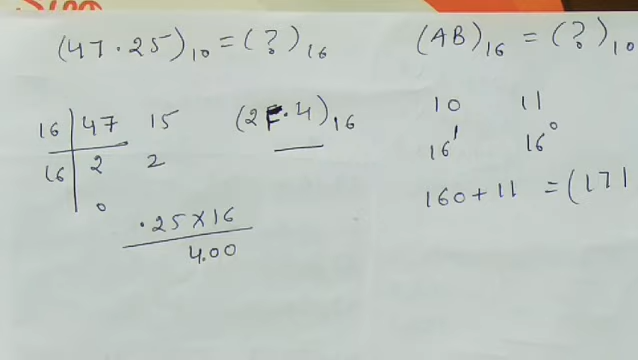 (47.25)10 = (?)16
16 | 47 15
16 | 2 2
0
(2F.4)16
.25 x 16
4.00
(AB)16 = (?)10
10 11
16^1 16^0
160 + 11 = (171